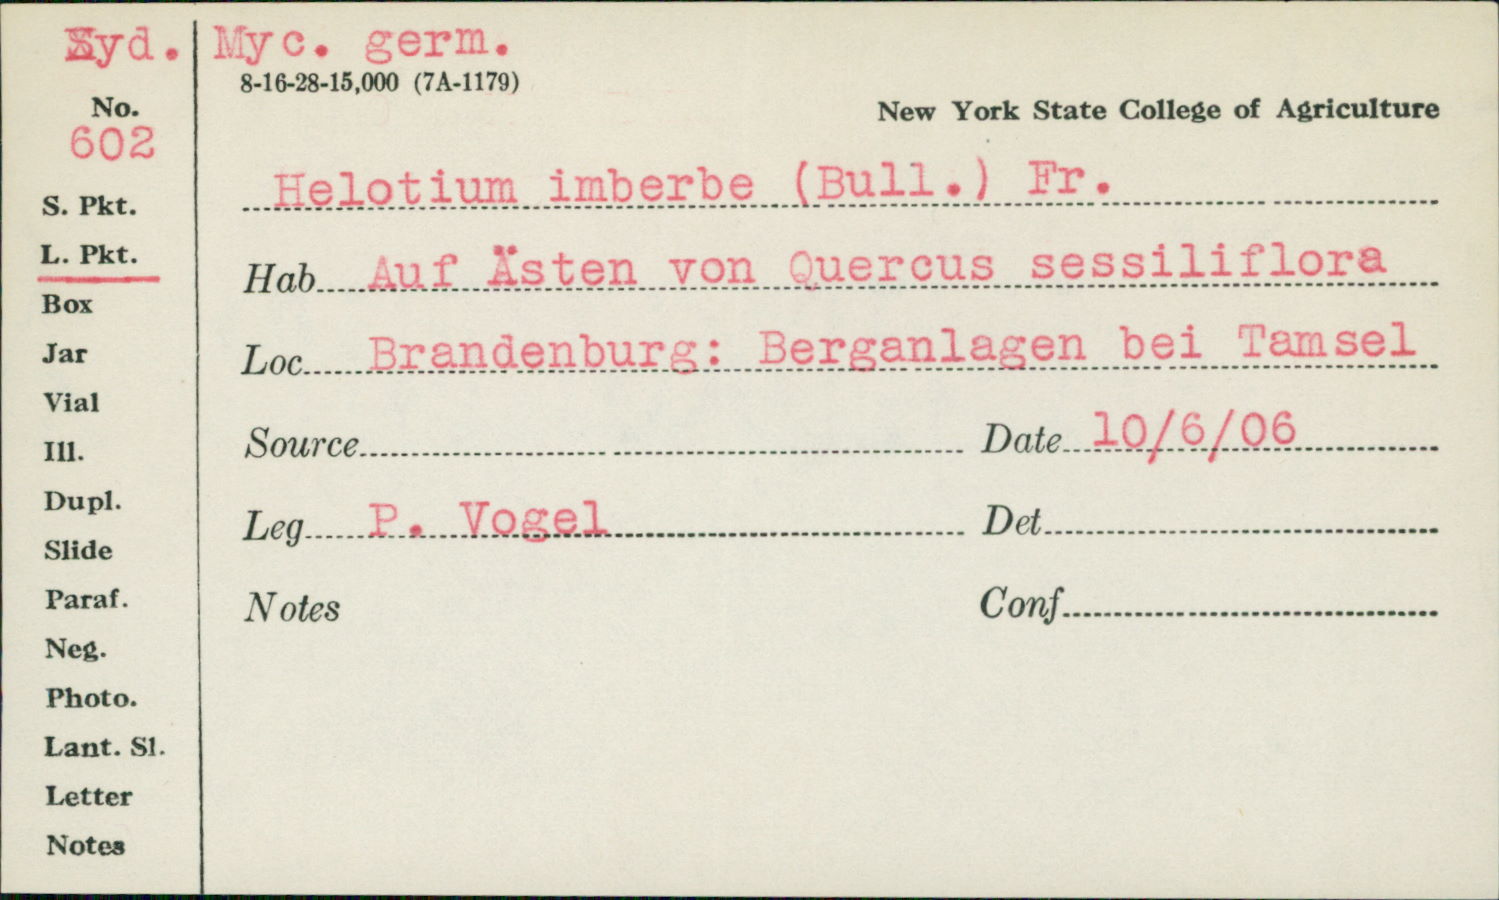 Syd. Myc. germ.
8-16-28-15,000 (7A-1179)
No.
602
New York State College of Agriculture
Helotium imberbe (Bull.) Fr.
S. Pkt.
L. Pkt.
Hab Auf Ästen von Quercus sessiliflora
Box
Jar
Loc Brandenburg: Berganlagen bei Tamsel
Vial
Ill.
Source Date 10/6/06
Dupl.
Leg P. Vogel Det
Slide
Paraf.
Notes Conf
Neg.
Photo.
Lant. Sl.
Letter
Notes